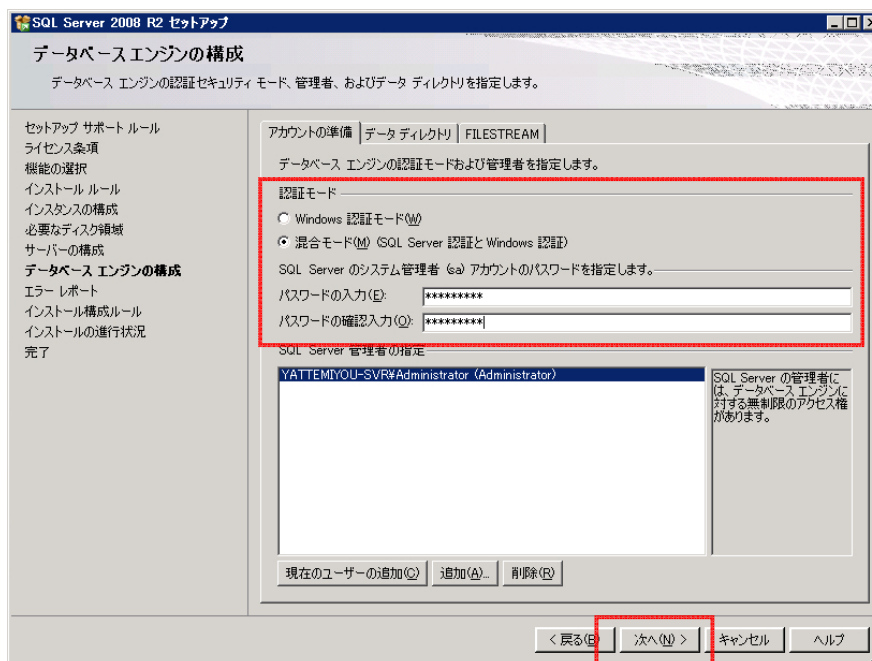 SQL Server 2008 R2 セットアップ
データベース エンジンの構成
データベース エンジンの認証セキュリティ モード、管理者、およびデータ ディレクトリを指定します。
セットアップ サポート ルール
ライセンス条項
機能の選択
インストール ルール
インスタンスの構成
必要なディスク領域
サーバーの構成
データベース エンジンの構成
エラー レポート
インストール構成ルール
インストールの進行状況
完了
アカウントの準備 データ ディレクトリ FILESTREAM
データベース エンジンの認証モードおよび管理者を指定します。
認証モード
Windows 認証モード(W)
混合モード(M) (SQL Server 認証と Windows 認証)
SQL Server のシステム管理者 (sa) アカウントのパスワードを指定します。
パスワードの入力(E): *********
パスワードの確認入力(O): *********
SQL Server 管理者の指定
YATTEMIYOU-SVR¥Administrator (Administrator)
SQL Server の管理者に
は、データベース エンジンに
対する無制限のアクセス権
があります。
現在のユーザーの追加(C) 追加(A)... 削除(R)
< 戻る(B) 次へ(N) > キャンセル ヘルプ